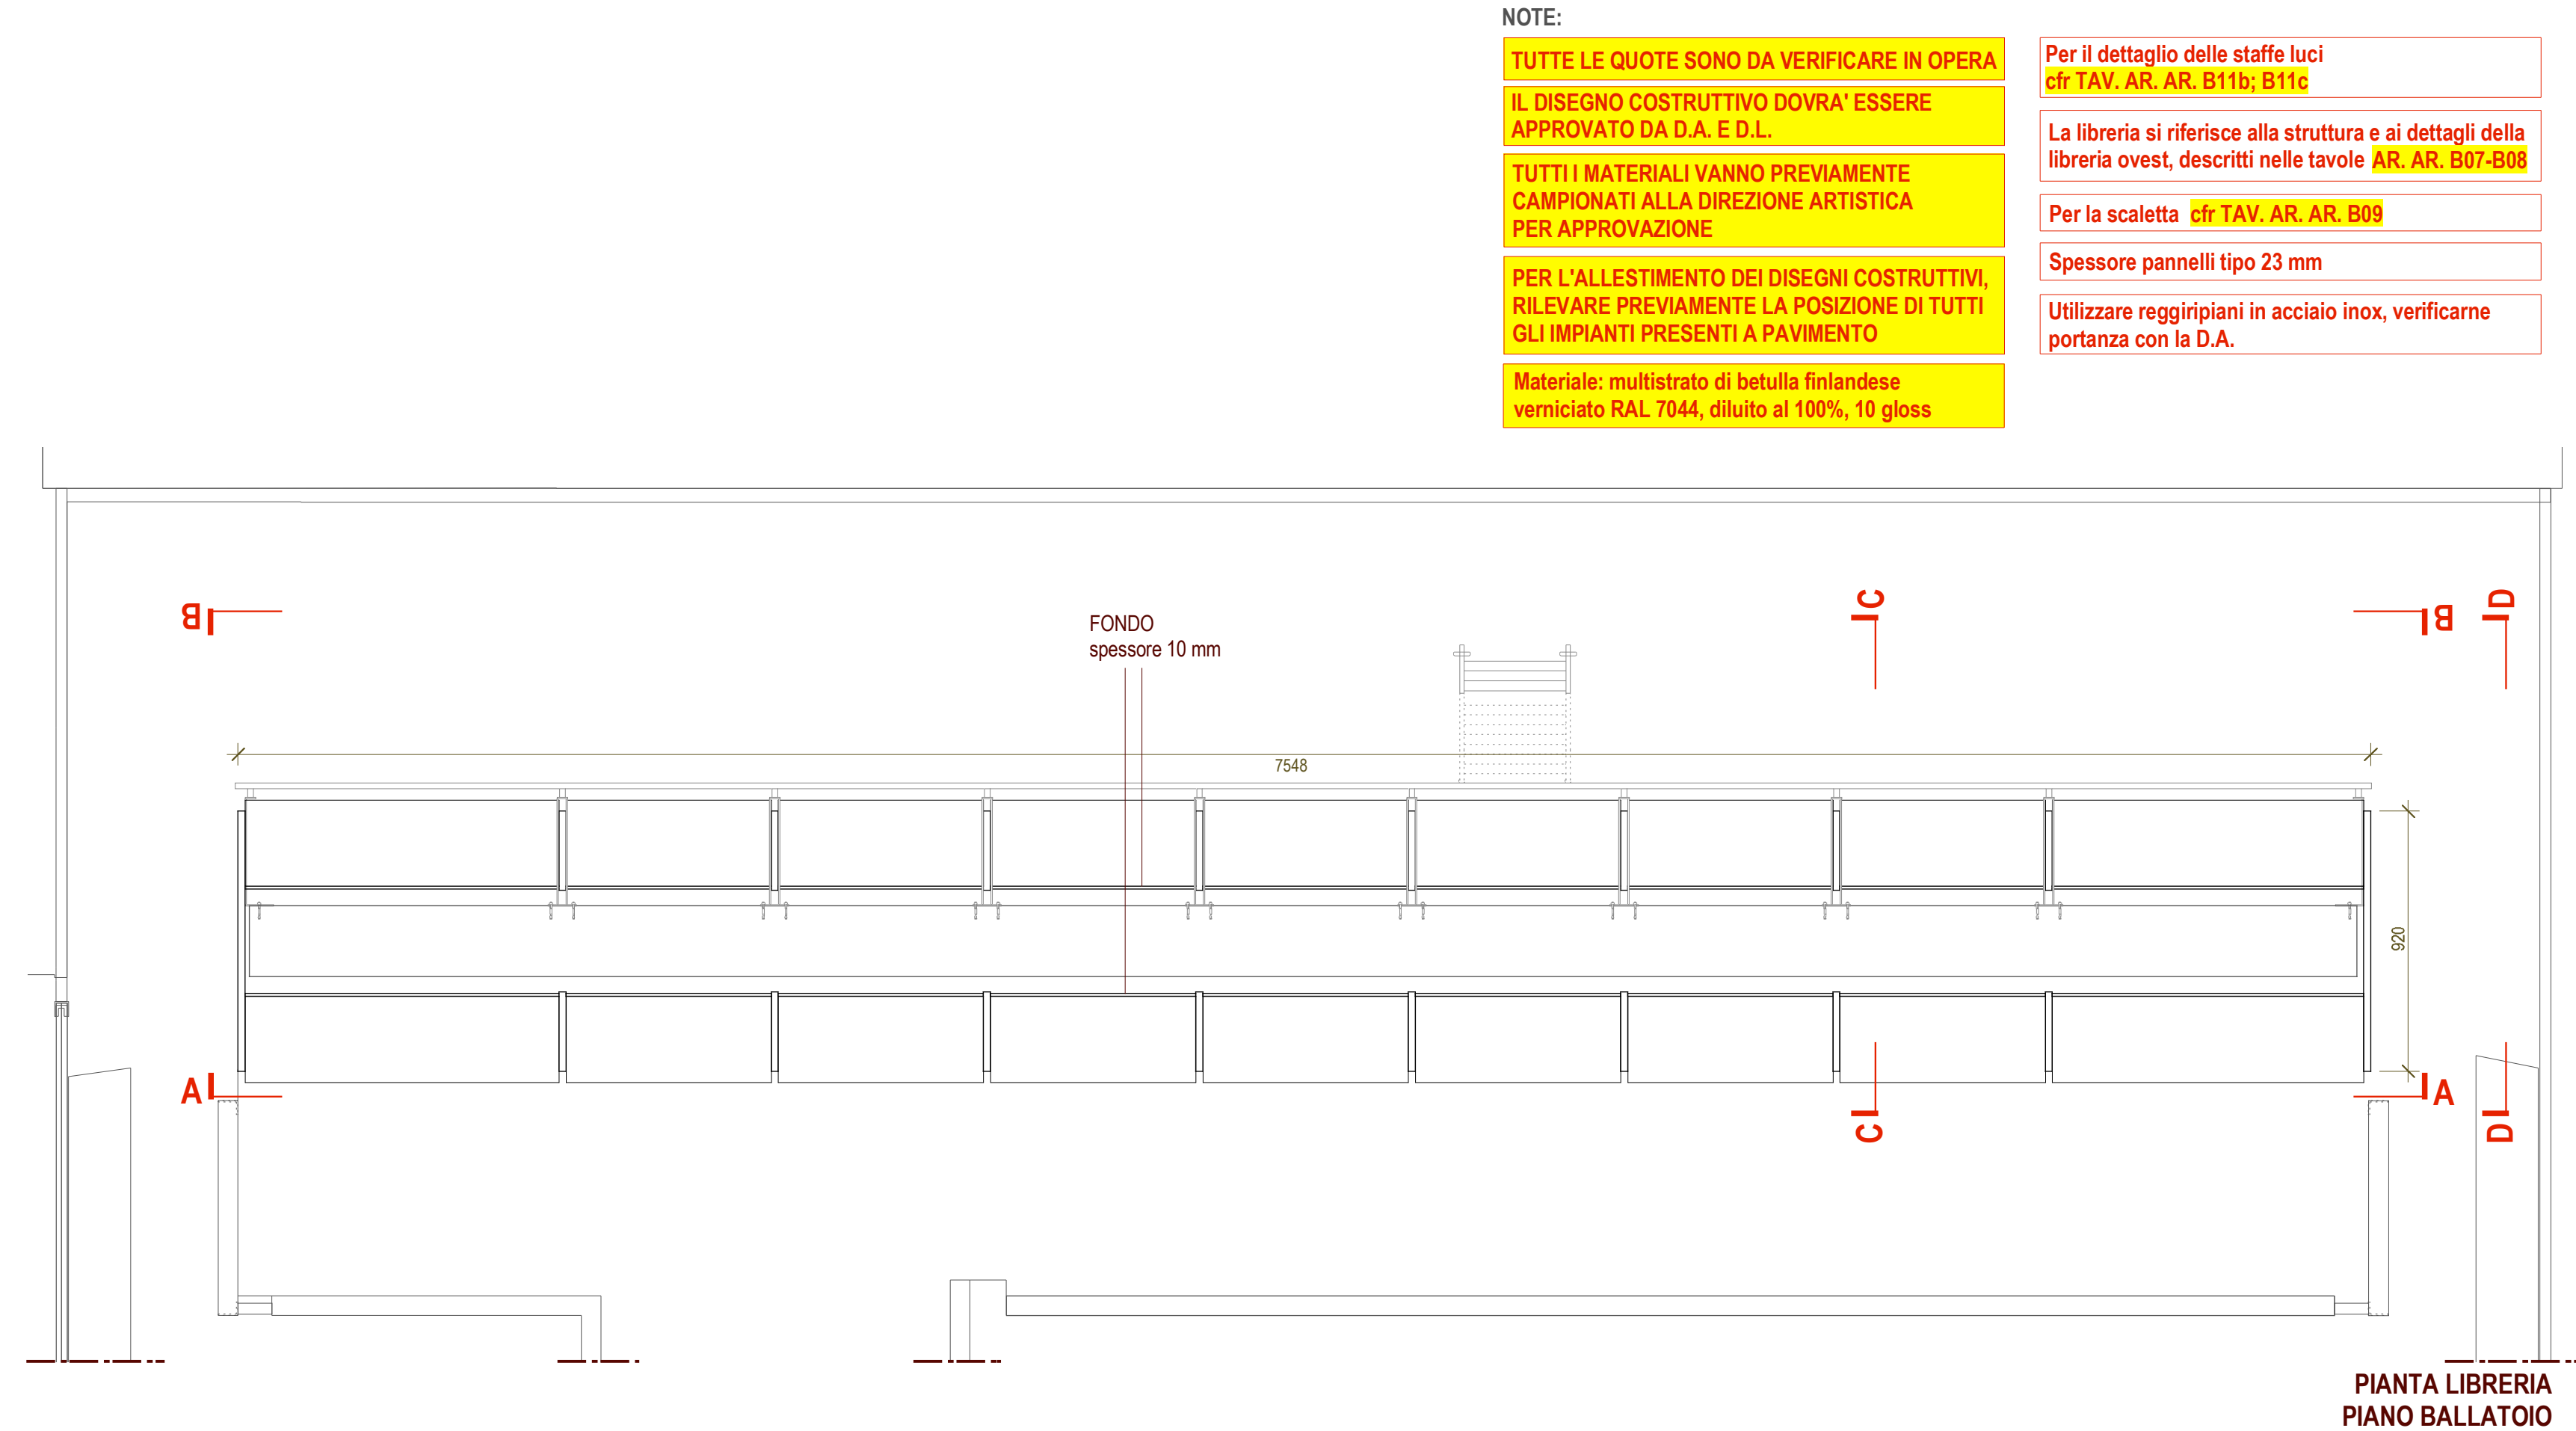 NOTE:
TUTTE LE QUOTE SONO DA VERIFICARE IN OPERA
IL DISEGNO COSTRUTTIVO DOVRA' ESSERE
APPROVATO DA D.A. E D.L.
TUTTI I MATERIALI VANNO PREVIAMENTE
CAMPIONATI ALLA DIREZIONE ARTISTICA
PER APPROVAZIONE
PER L'ALLESTIMENTO DEI DISEGNI COSTRUTTIVI,
RILEVARE PREVIAMENTE LA POSIZIONE DI TUTTI
GLI IMPIANTI PRESENTI A PAVIMENTO
Materiale: multistrato di betulla finlandese
verniciato RAL 7044, diluito al 100%, 10 gloss
Per il dettaglio delle staffe luci
cfr TAV. AR. AR. B11b; B11c
La libreria si riferisce alla struttura e ai dettagli della
libreria ovest, descritti nelle tavole AR. AR. B07-B08
Per la scaletta cfr TAV. AR. AR. B09
Spessore pannelli tipo 23 mm
Utilizzare reggiripiani in acciaio inox, verificarne
portanza con la D.A.
B
FONDO
spessore 10 mm
C
B
D
7548
920
A
C
A
D
PIANTA LIBRERIA
PIANO BALLATOIO